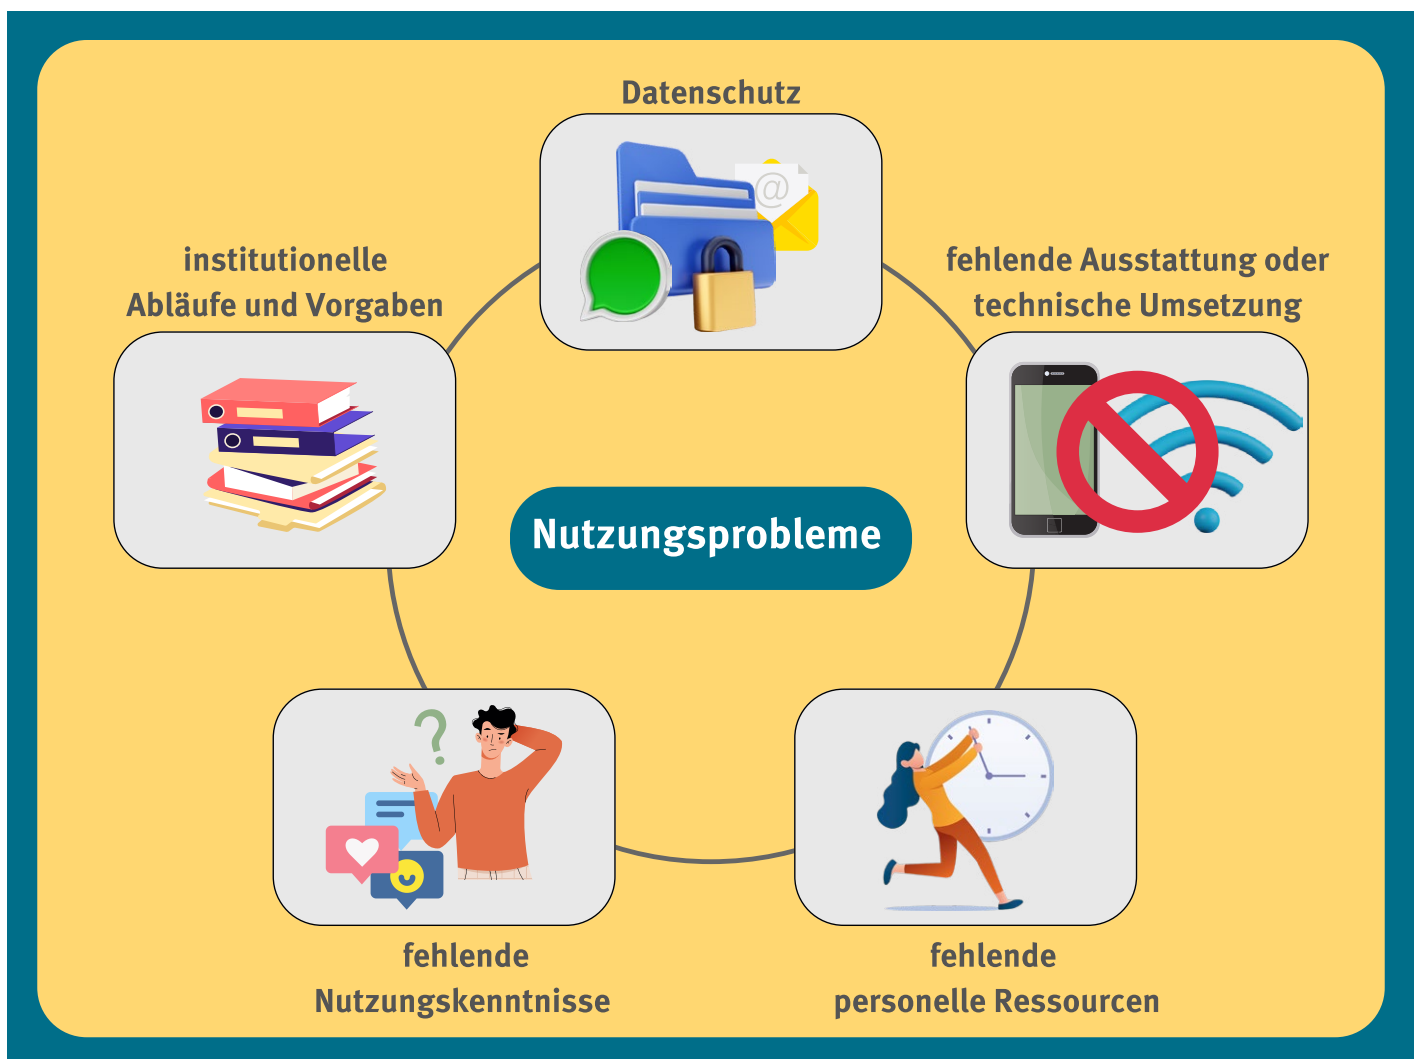 Datenschutz
institutionelle
Abläufe und Vorgaben
fehlende Ausstattung oder
technische Umsetzung
@
Nutzungsprobleme
?
fehlende
Nutzungskenntnisse
fehlende
personelle Ressourcen